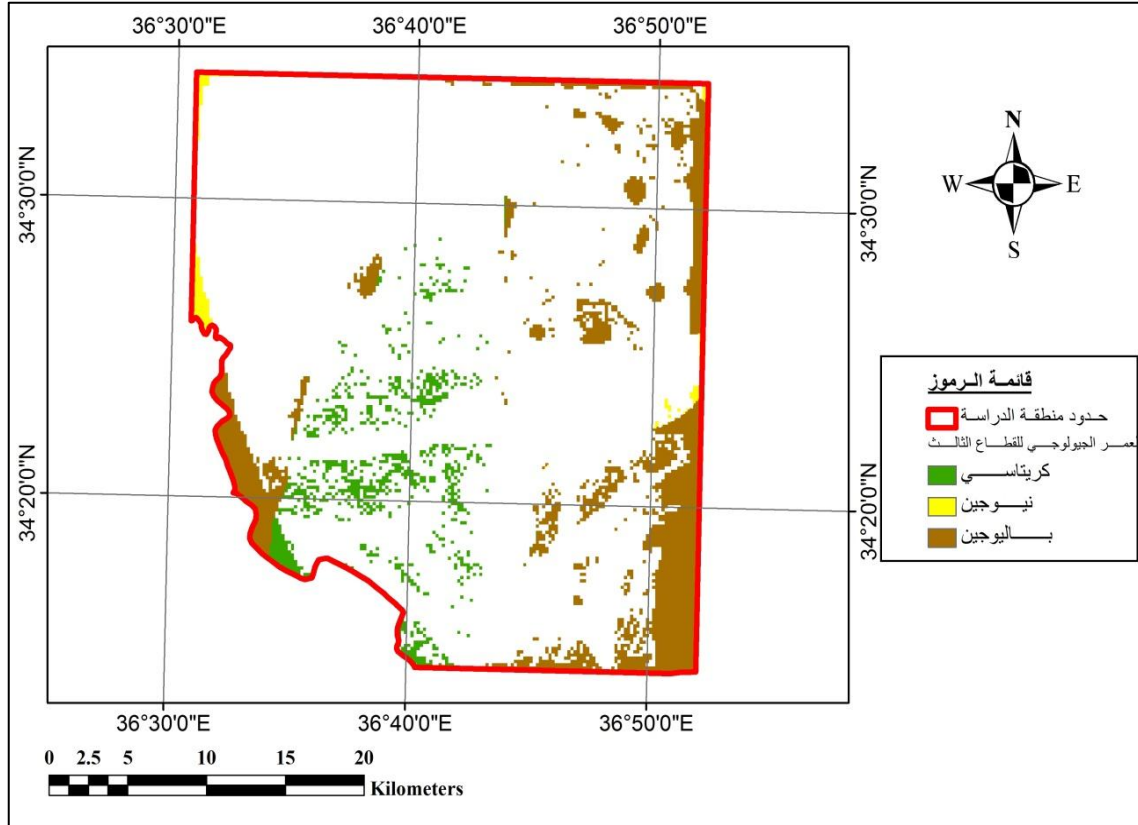 36°30'0"E 36°40'0"E 36°50'0"E
N
W E
S
34°30'0"N 34°30'0"N
قائمة الرموز
حدود منطقة الدراسة
لعمر الجيولوجي للقطاع الثالث
كريتاسي
نيوجين
باليوجين
34°20'0"N 34°20'0"N
36°30'0"E 36°40'0"E 36°50'0"E
0 2.5 5 10 15 20
Kilometers